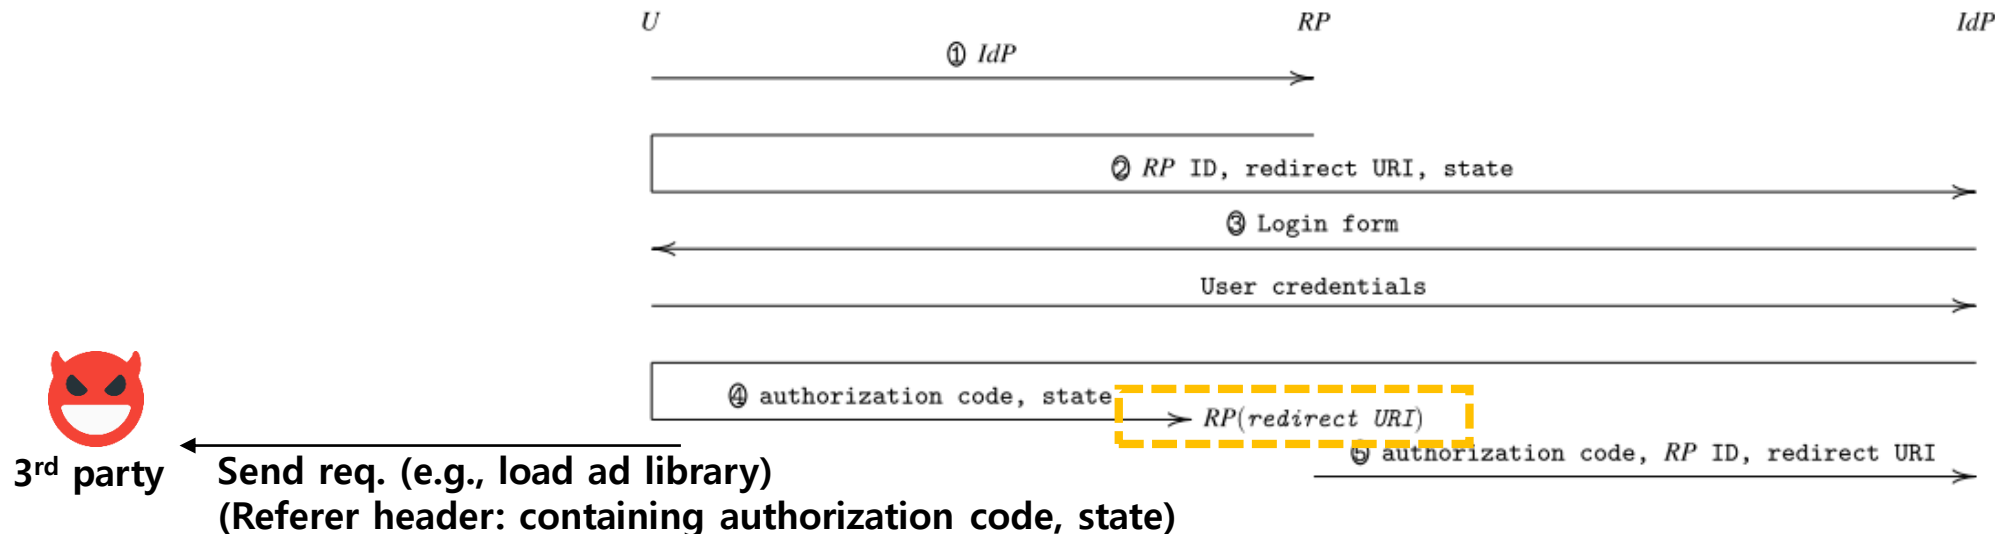 U RP IdP
① IdP
② RP ID, redirect URI, state
③ Login form
User credentials
④ authorization code, state
RP(redirect URI)
⑤ authorization code, RP ID, redirect URI
3rd party
Send req. (e.g., load ad library)
(Referer header: containing authorization code, state)